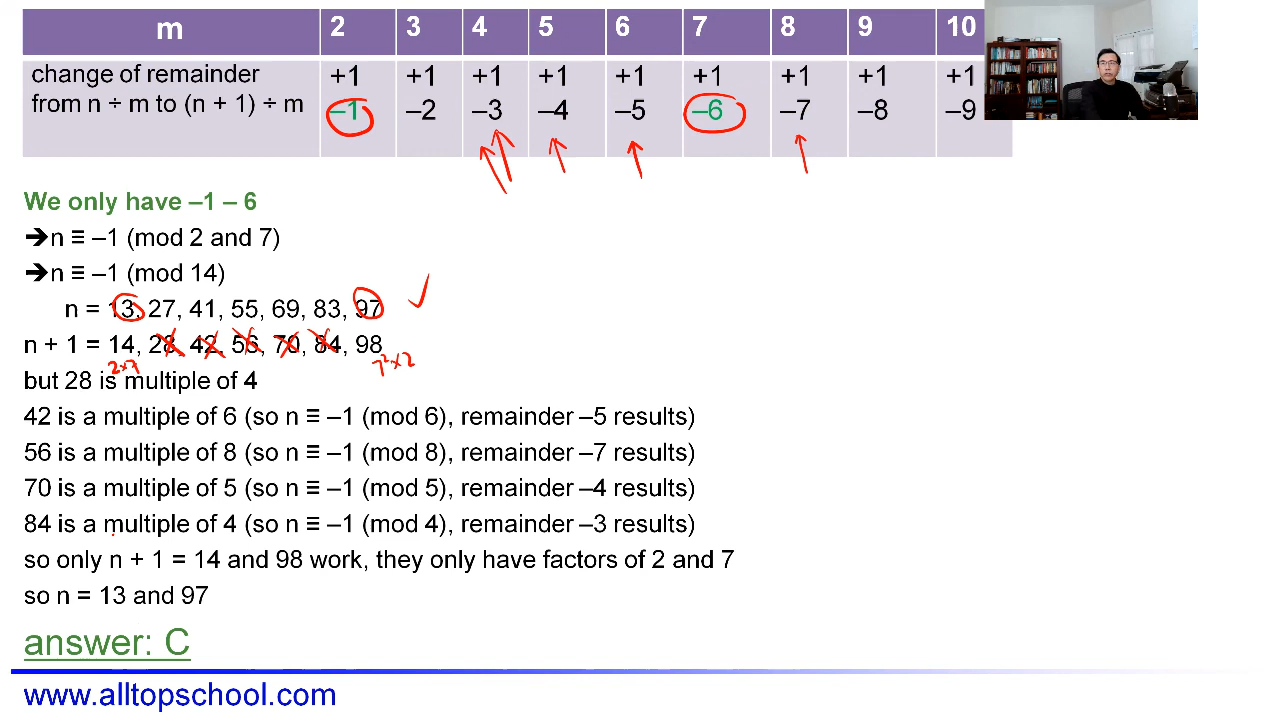 m 2 3 4 5 6 7 8 9 10
change of remainder +1 +1 +1 +1 +1 +1 +1 +1 +1
from n ÷ m to (n + 1) ÷ m –1 –2 –3 –4 –5 –6 –7 –8 –9
We only have –1 – 6
➔n ≡ –1 (mod 2 and 7)
➔n ≡ –1 (mod 14)
n = 13, 27, 41, 55, 69, 83, 97
n + 1 = 14, 28, 42, 56, 70, 84, 98
2×7 7²×2
but 28 is multiple of 4
42 is a multiple of 6 (so n ≡ –1 (mod 6), remainder –5 results)
56 is a multiple of 8 (so n ≡ –1 (mod 8), remainder –7 results)
70 is a multiple of 5 (so n ≡ –1 (mod 5), remainder –4 results)
84 is a multiple of 4 (so n ≡ –1 (mod 4), remainder –3 results)
so only n + 1 = 14 and 98 work, they only have factors of 2 and 7
so n = 13 and 97
answer: C
www.alltopschool.com